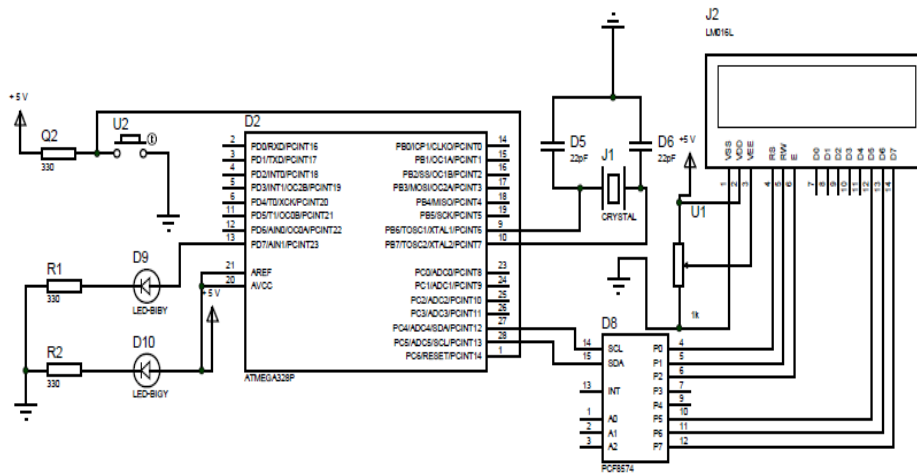 J2
LM016L
+5 V
Q2
330
U2
D2
2 PD0/RXD/PCINT16
3 PD1/TXD/PCINT17
4 PD2/INT0/PCINT18
5 PD3/INT1/OC2B/PCINT19
6 PD4/T0/XCK/PCINT20
11 PD5/T1/OC0B/PCINT21
12 PD6/AIN0/OC0A/PCINT22
13 PD7/AIN1/PCINT23
21 AREF
20 AVCC
PB0/ICP1/CLKO/PCINT0 14
PB1/OC1A/PCINT1 15
PB2/SS/OC1B/PCINT2 16
PB3/MOSI/OC2A/PCINT3 17
PB4/MISO/PCINT4 18
PB5/SCK/PCINT5 19
PB6/TOSC1/XTAL1/PCINT6 9
PB7/TOSC2/XTAL2/PCINT7 10
PC0/ADC0/PCINT8 23
PC1/ADC1/PCINT9 24
PC2/ADC2/PCINT10 25
PC3/ADC3/PCINT11 26
PC4/ADC4/SDA/PCINT12 27
PC5/ADC5/SCL/PCINT13 28
PC6/RESET/PCINT14 1
ATMEGA328P
D5
22pF
J1
CRYSTAL
D6
22pF
+5 V
VSS VDD VEE RS RW E D0 D1 D2 D3 D4 D5 D6 D7
1 2 3 4 5 6 7 8 9 10 11 12 13 14
U1
1k
R1
330
D9
LED-BIBY
+5 V
R2
330
D10
LED-BIGY
D8
14 SCL
15 SDA
13 INT
1 A0
2 A1
3 A2
P0 4
P1 5
P2 6
P3 7
P4 9
P5 10
P6 11
P7 12
PCF8574